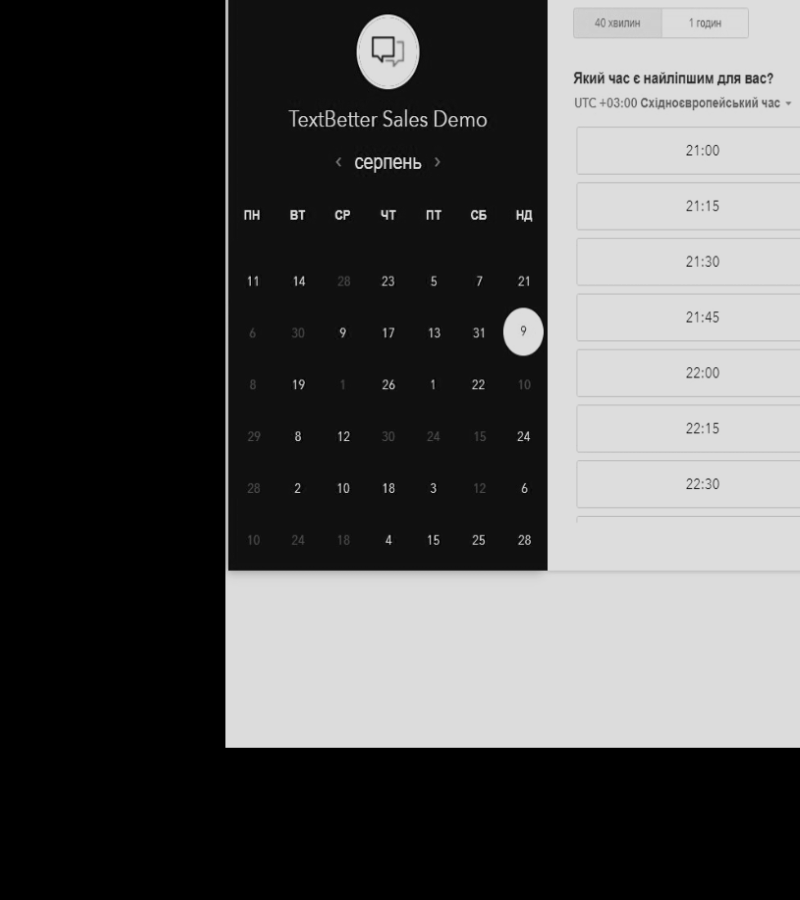 TextBetter Sales Demo
серпень
ПН ВТ СР ЧТ ПТ СБ НД
11 14 28 23 5 7 21
6 30 9 17 13 31 9
8 19 1 26 1 22 10
29 8 12 30 24 15 24
28 2 10 18 3 12 6
10 24 18 4 15 25 28
40 хвилин 1 годин
Який час є найліпшим для вас?
UTC +03:00 Східноєвропейський час
21:00
21:15
21:30
21:45
22:00
22:15
22:30